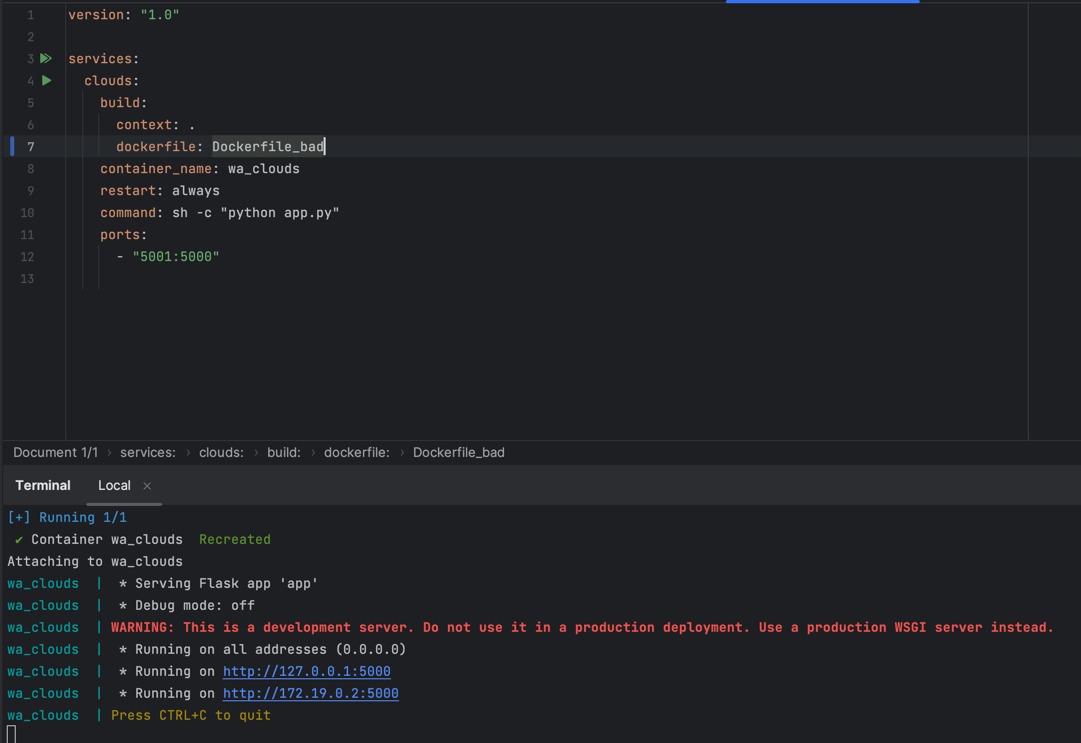 1 version: "1.0"
2
3 services:
4 clouds:
5 build:
6 context: .
7 dockerfile: Dockerfile_bad
8 container_name: wa_clouds
9 restart: always
10 command: sh -c "python app.py"
11 ports:
12 - "5001:5000"
13
Document 1/1 › services: › clouds: › build: › dockerfile: › Dockerfile_bad
Terminal Local ×
[+] Running 1/1
✔ Container wa_clouds Recreated
Attaching to wa_clouds
wa_clouds | * Serving Flask app 'app'
wa_clouds | * Debug mode: off
wa_clouds | WARNING: This is a development server. Do not use it in a production deployment. Use a production WSGI server instead.
wa_clouds | * Running on all addresses (0.0.0.0)
wa_clouds | * Running on http://127.0.0.1:5000
wa_clouds | * Running on http://172.19.0.2:5000
wa_clouds | Press CTRL+C to quit